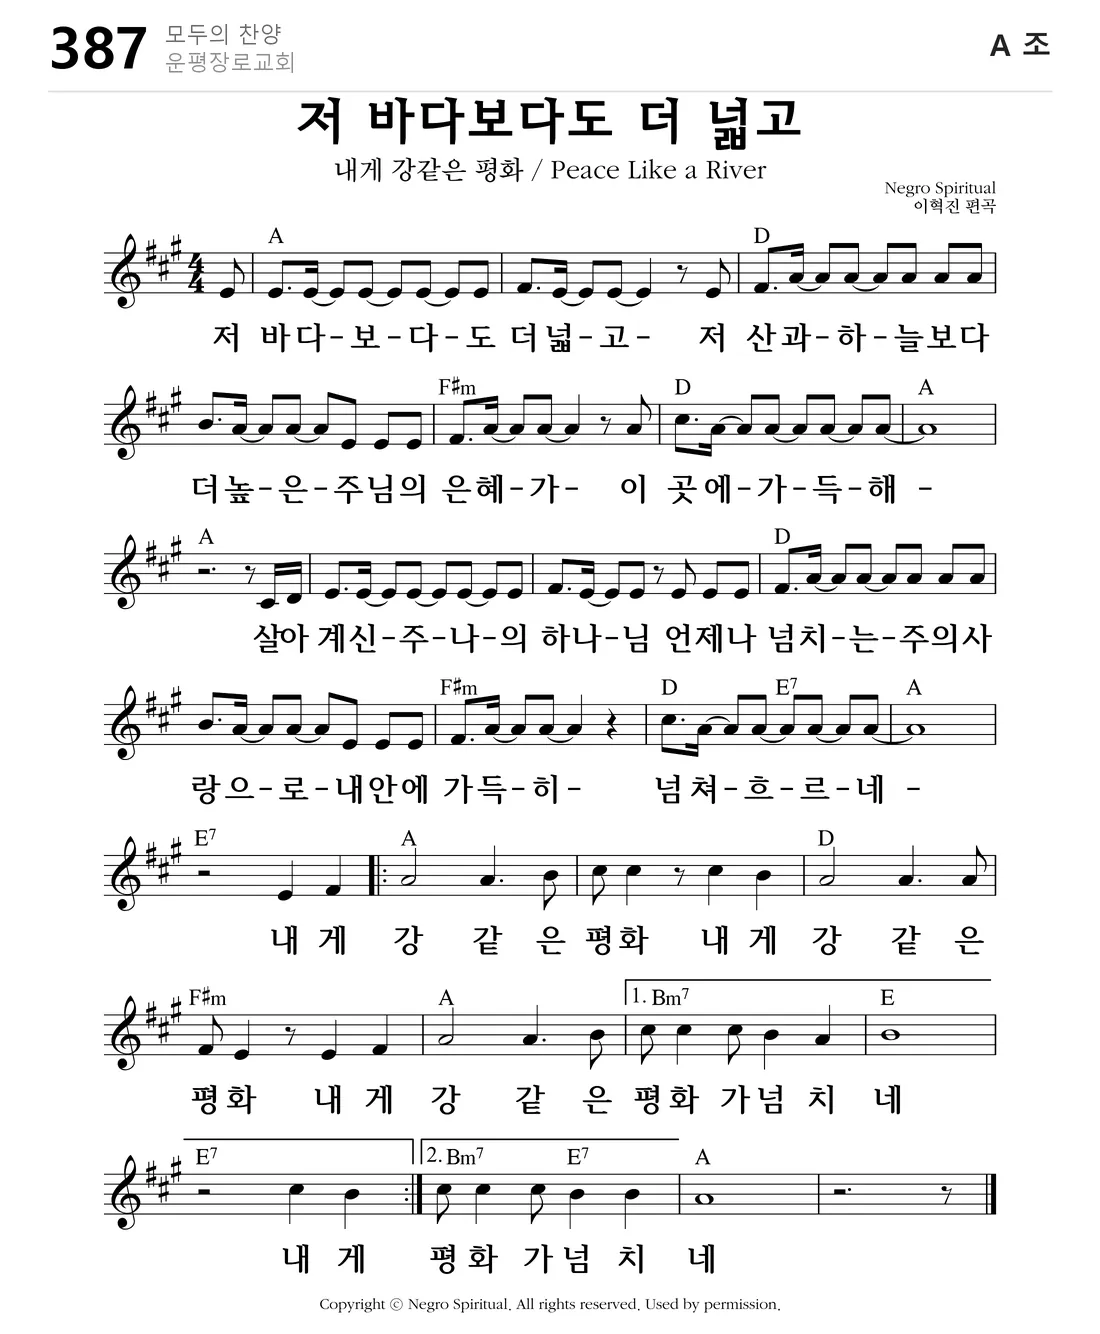 387
모두의 찬양
운평장로교회
A 조
저 바다보다도 더 넓고
내게 강같은 평화 / Peace Like a River
Negro Spiritual
이혁진 편곡
A D
저 바다-보-다-도 더넓-고- 저 산과-하-늘보다
F#m D A
더높-은-주님의 은혜-가- 이 곳에-가-득-해 -
A D
살아 계신-주-나-의 하나-님 언제나 넘치-는-주의사
F#m D E7 A
랑으-로-내안에 가득-히- 넘쳐-흐-르-네 -
E7 A D
내 게 강 같 은 평화 내 게 강 같 은
F#m A 1. Bm7 E
평화 내 게 강 같 은 평화 가넘 치 네
E7 2. Bm7 E7 A
내 게 평화 가넘 치 네
Copyright ⓒ Negro Spiritual. All rights reserved. Used by permission.